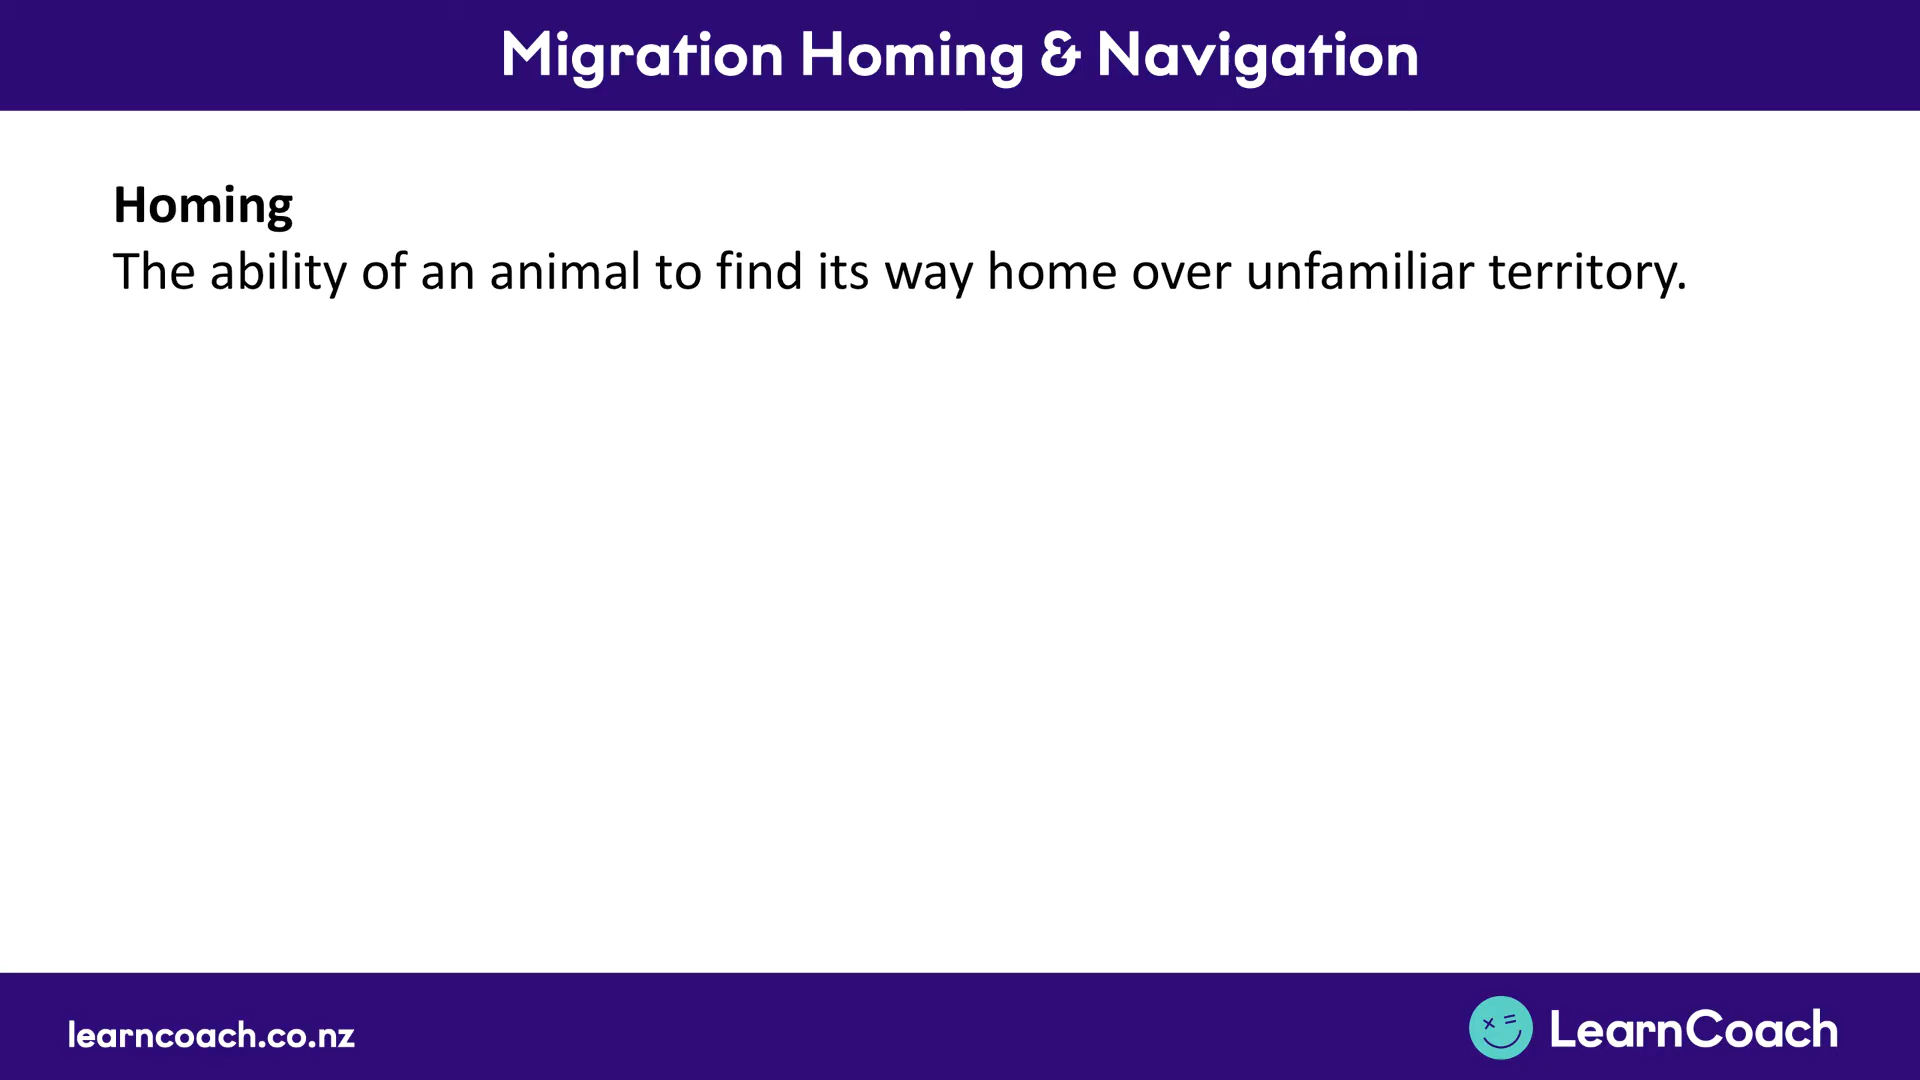 Migration Homing & Navigation
Homing
The ability of an animal to find its way home over unfamiliar territory.
learncoach.co.nz
LearnCoach